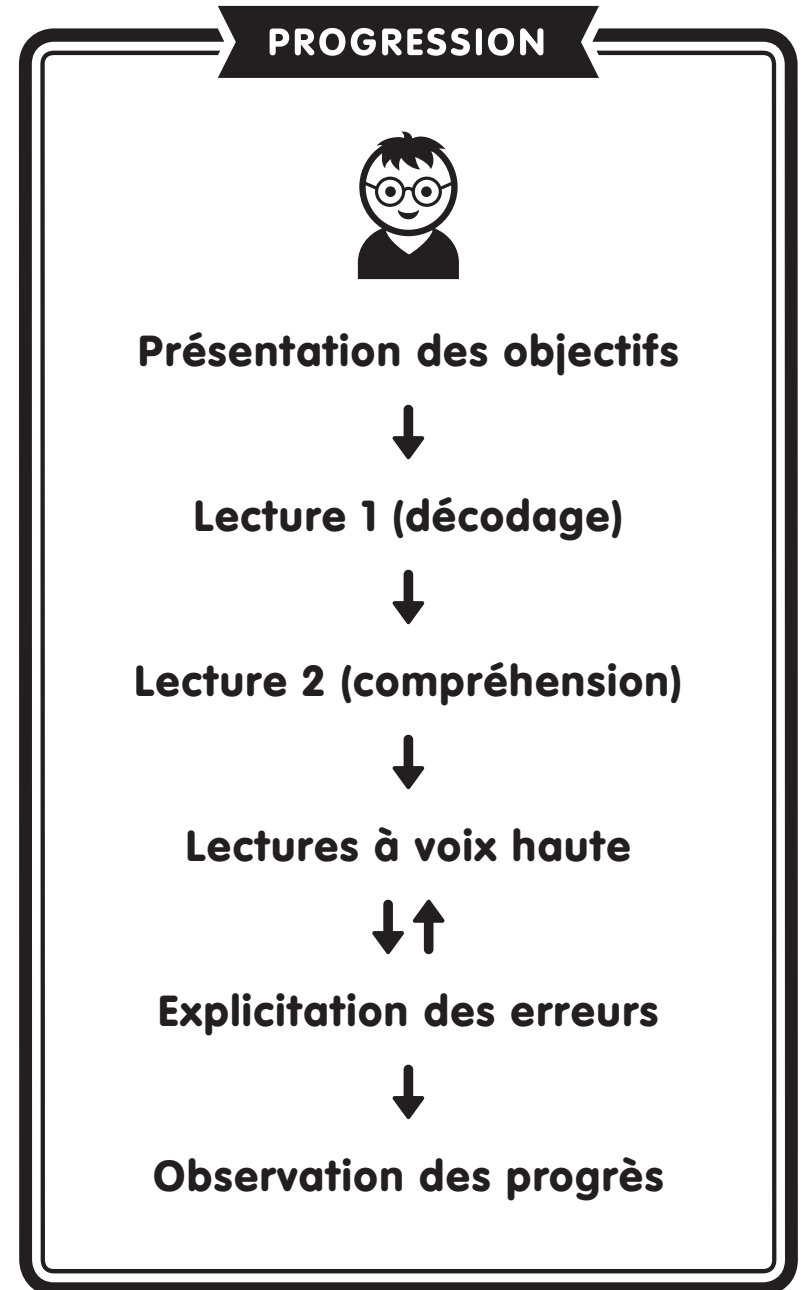 PROGRESSION
Présentation des objectifs
Lecture 1 (décodage)
Lecture 2 (compréhension)
Lectures à voix haute
Explicitation des erreurs
Observation des progrès